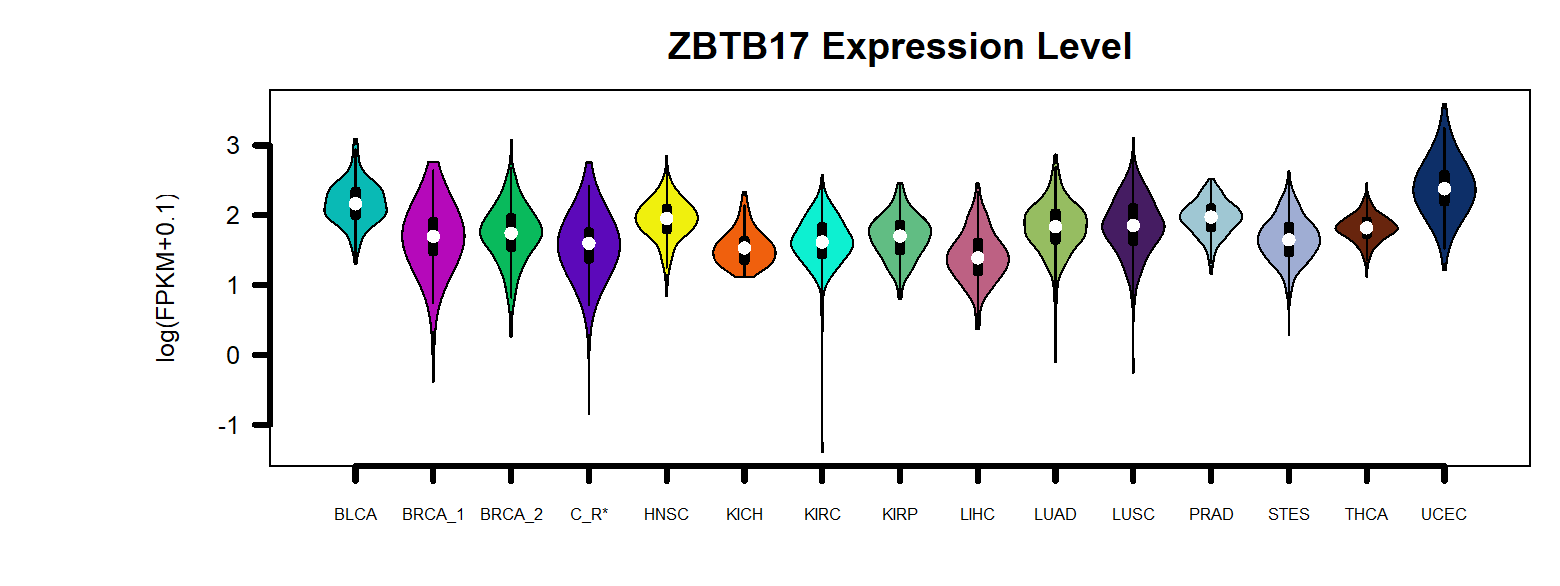 ZBTB17 Expression Level
log(FPKM+0.1)
3
2
1
0
-1
BLCA BRCA_1 BRCA_2 C_R* HNSC KICH KIRC KIRP LIHC LUAD LUSC PRAD STES THCA UCEC